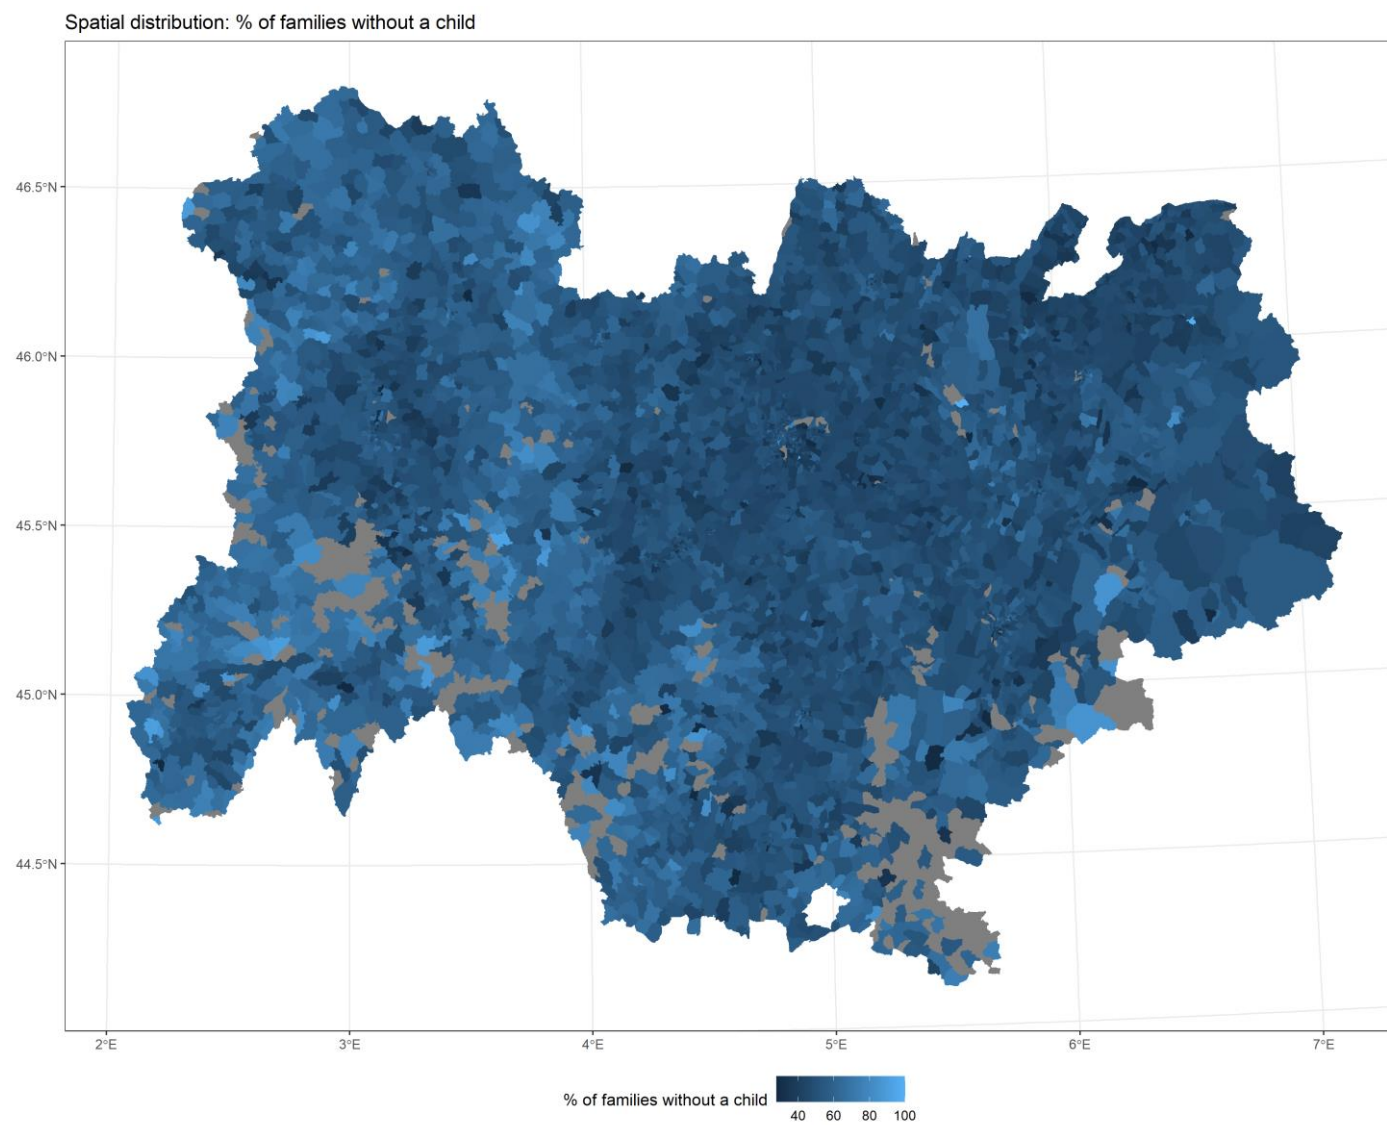 Spatial distribution: % of families without a child
46.5°N
46.0°N
45.5°N
45.0°N
44.5°N
2°E 3°E 4°E 5°E 6°E 7°E
% of families without a child
40 60 80 100